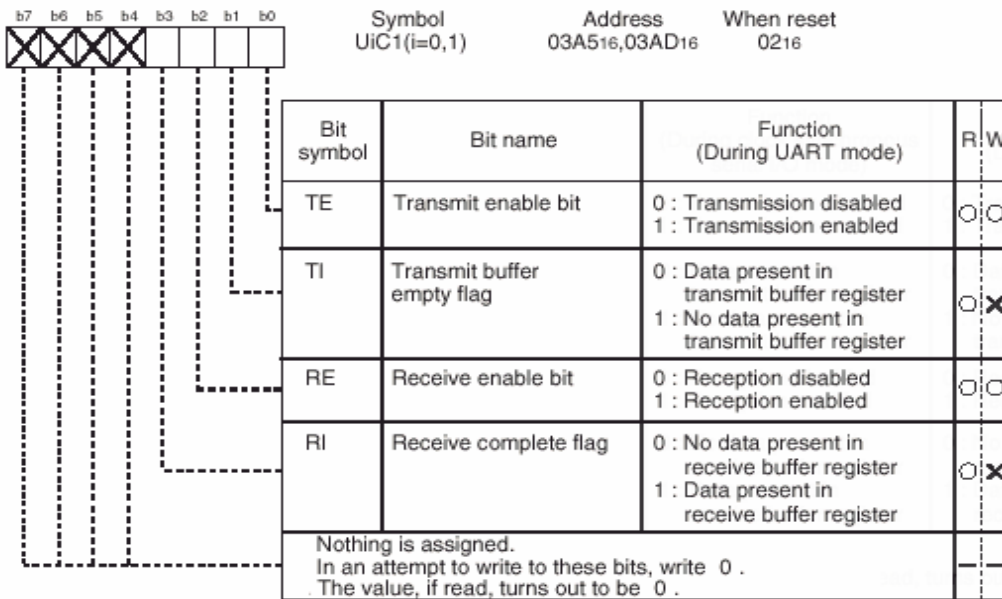 b7 b6 b5 b4 b3 b2 b1 b0
Symbol Address When reset
UiC1(i=0,1) 03A516,03AD16 0216
Bit symbol Bit name Function (During UART mode) R W
TE Transmit enable bit 0 : Transmission disabled
1 : Transmission enabled
TI Transmit buffer empty flag 0 : Data present in
transmit buffer register
1 : No data present in
transmit buffer register
RE Receive enable bit 0 : Reception disabled
1 : Reception enabled
RI Receive complete flag 0 : No data present in
receive buffer register
1 : Data present in
receive buffer register
Nothing is assigned.
In an attempt to write to these bits, write 0 .
The value, if read, turns out to be 0 .